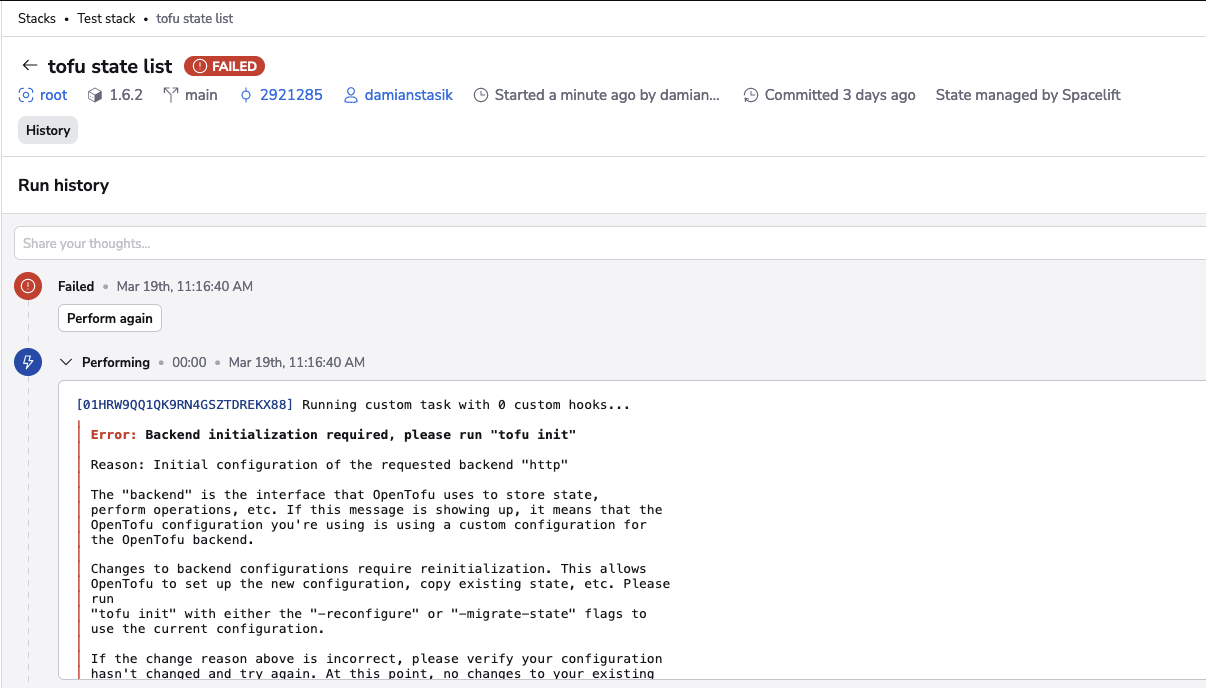 Stacks • Test stack • tofu state list
← tofu state list FAILED
root 1.6.2 main 2921285 damianstasik Started a minute ago by damian... Committed 3 days ago State managed by Spacelift
History
Run history
Share your thoughts...
Failed • Mar 19th, 11:16:40 AM
Perform again
Performing • 00:00 • Mar 19th, 11:16:40 AM
[01HRW9QQ1QK9RN4GSZTDREKX88] Running custom task with 0 custom hooks...
Error: Backend initialization required, please run "tofu init"
Reason: Initial configuration of the requested backend "http"
The "backend" is the interface that OpenTofu uses to store state,
perform operations, etc. If this message is showing up, it means that the
OpenTofu configuration you're using is using a custom configuration for
the OpenTofu backend.
Changes to backend configurations require reinitialization. This allows
OpenTofu to set up the new configuration, copy existing state, etc. Please
run
"tofu init" with either the "-reconfigure" or "-migrate-state" flags to
use the current configuration.
If the change reason above is incorrect, please verify your configuration
hasn't changed and try again. At this point, no changes to your existing